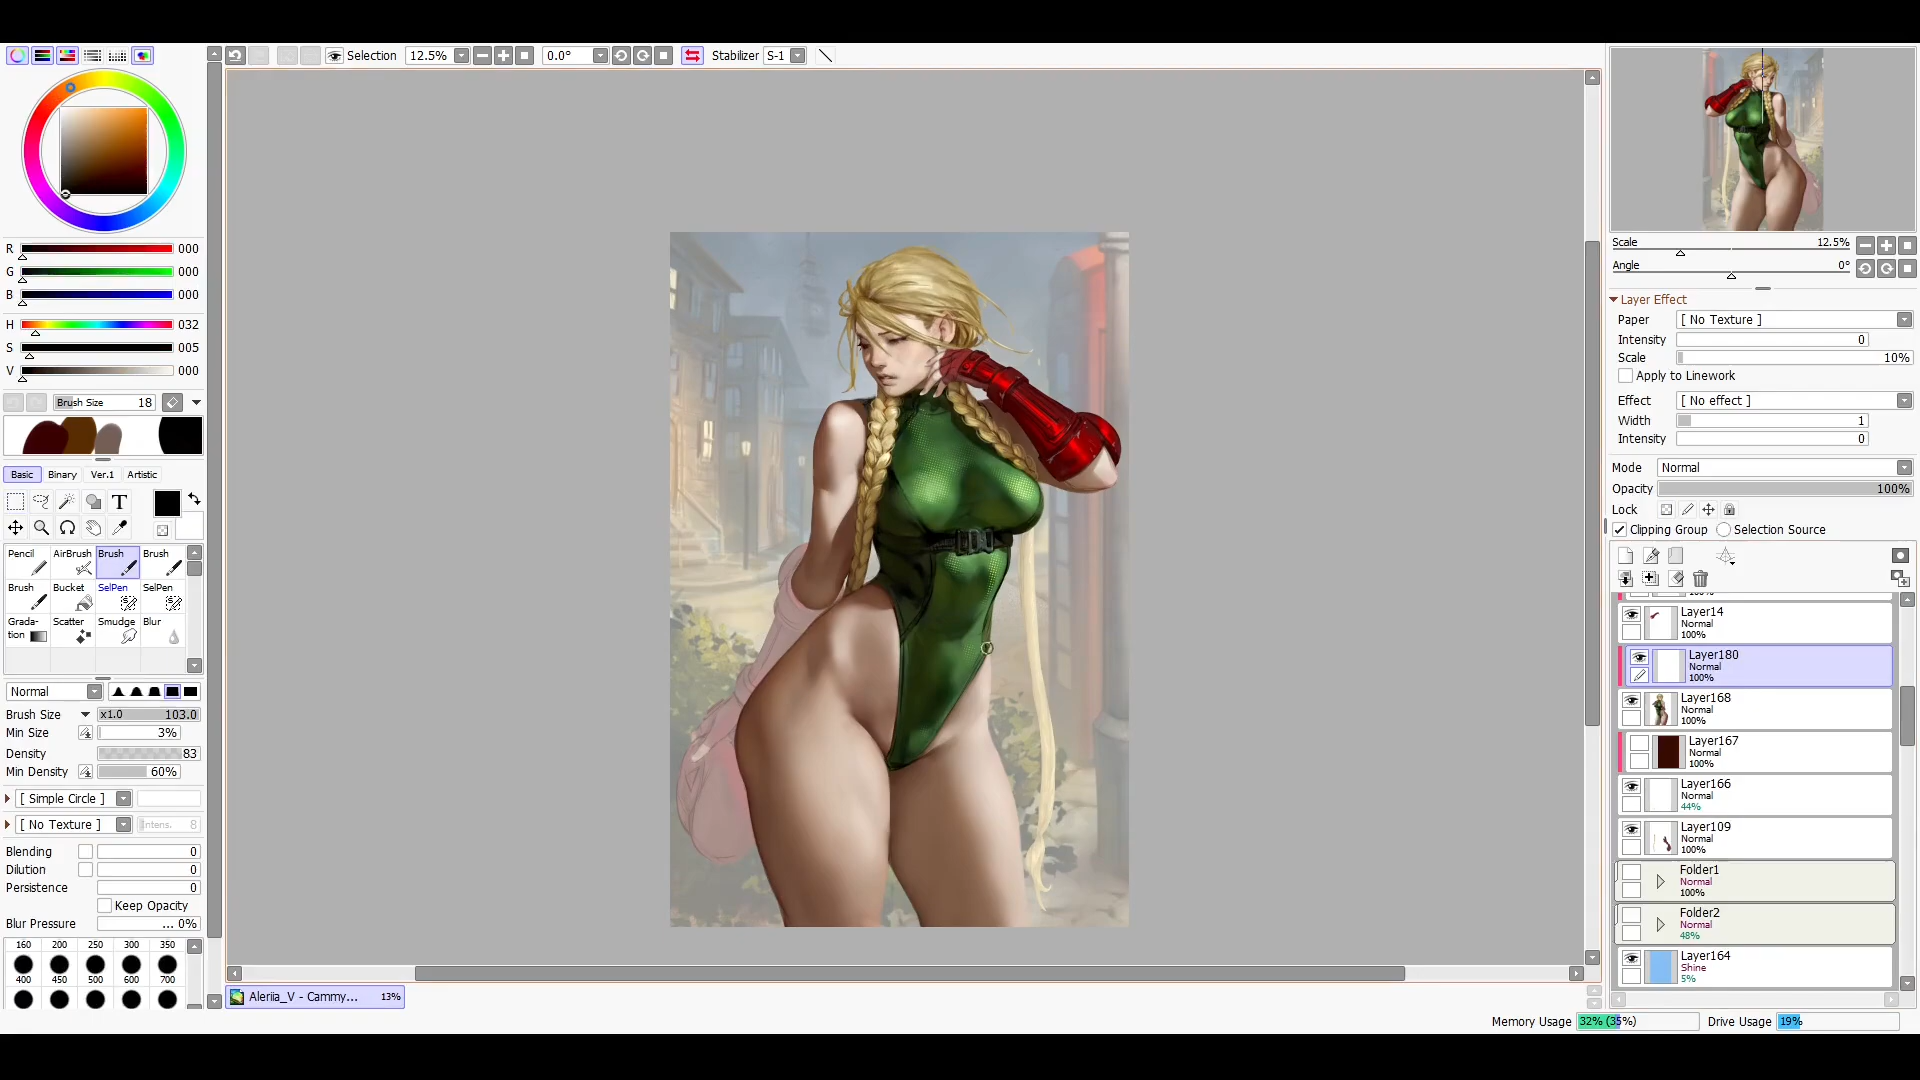 Selection 12.5% 0.0° Stabilizer S-1
R 000
G 000
B 000
H 032
S 005
V 000
Brush Size 18
Basic Binary Ver.1 Artistic
T
Pencil AirBrush Brush Brush
Brush Bucket SelPen SelPen
Grada-
tion Scatter Smudge Blur
Normal
Brush Size x1.0 103.0
Min Size 3%
Density 83
Min Density 60%
[ Simple Circle ]
[ No Texture ] Intens. 8
Blending 0
Dilution 0
Persistence 0
Keep Opacity
Blur Pressure ... 0%
160 200 250 300 350
400 450 500 600 700
Aleriia_V - Cammy... 13%
Scale 12.5%
Angle 0°
Layer Effect
Paper [ No Texture ]
Intensity 0
Scale 10%
Apply to Linework
Effect [ No effect ]
Width 1
Intensity 0
Mode Normal
Opacity 100%
Lock
Clipping Group Selection Source
Layer14
Normal
100%
Layer180
Normal
100%
Layer168
Normal
100%
Layer167
Normal
100%
Layer166
Normal
44%
Layer109
Normal
100%
Folder1
Normal
100%
Folder2
Normal
48%
Layer164
Shine
5%
Memory Usage 32% (35%) Drive Usage 19%